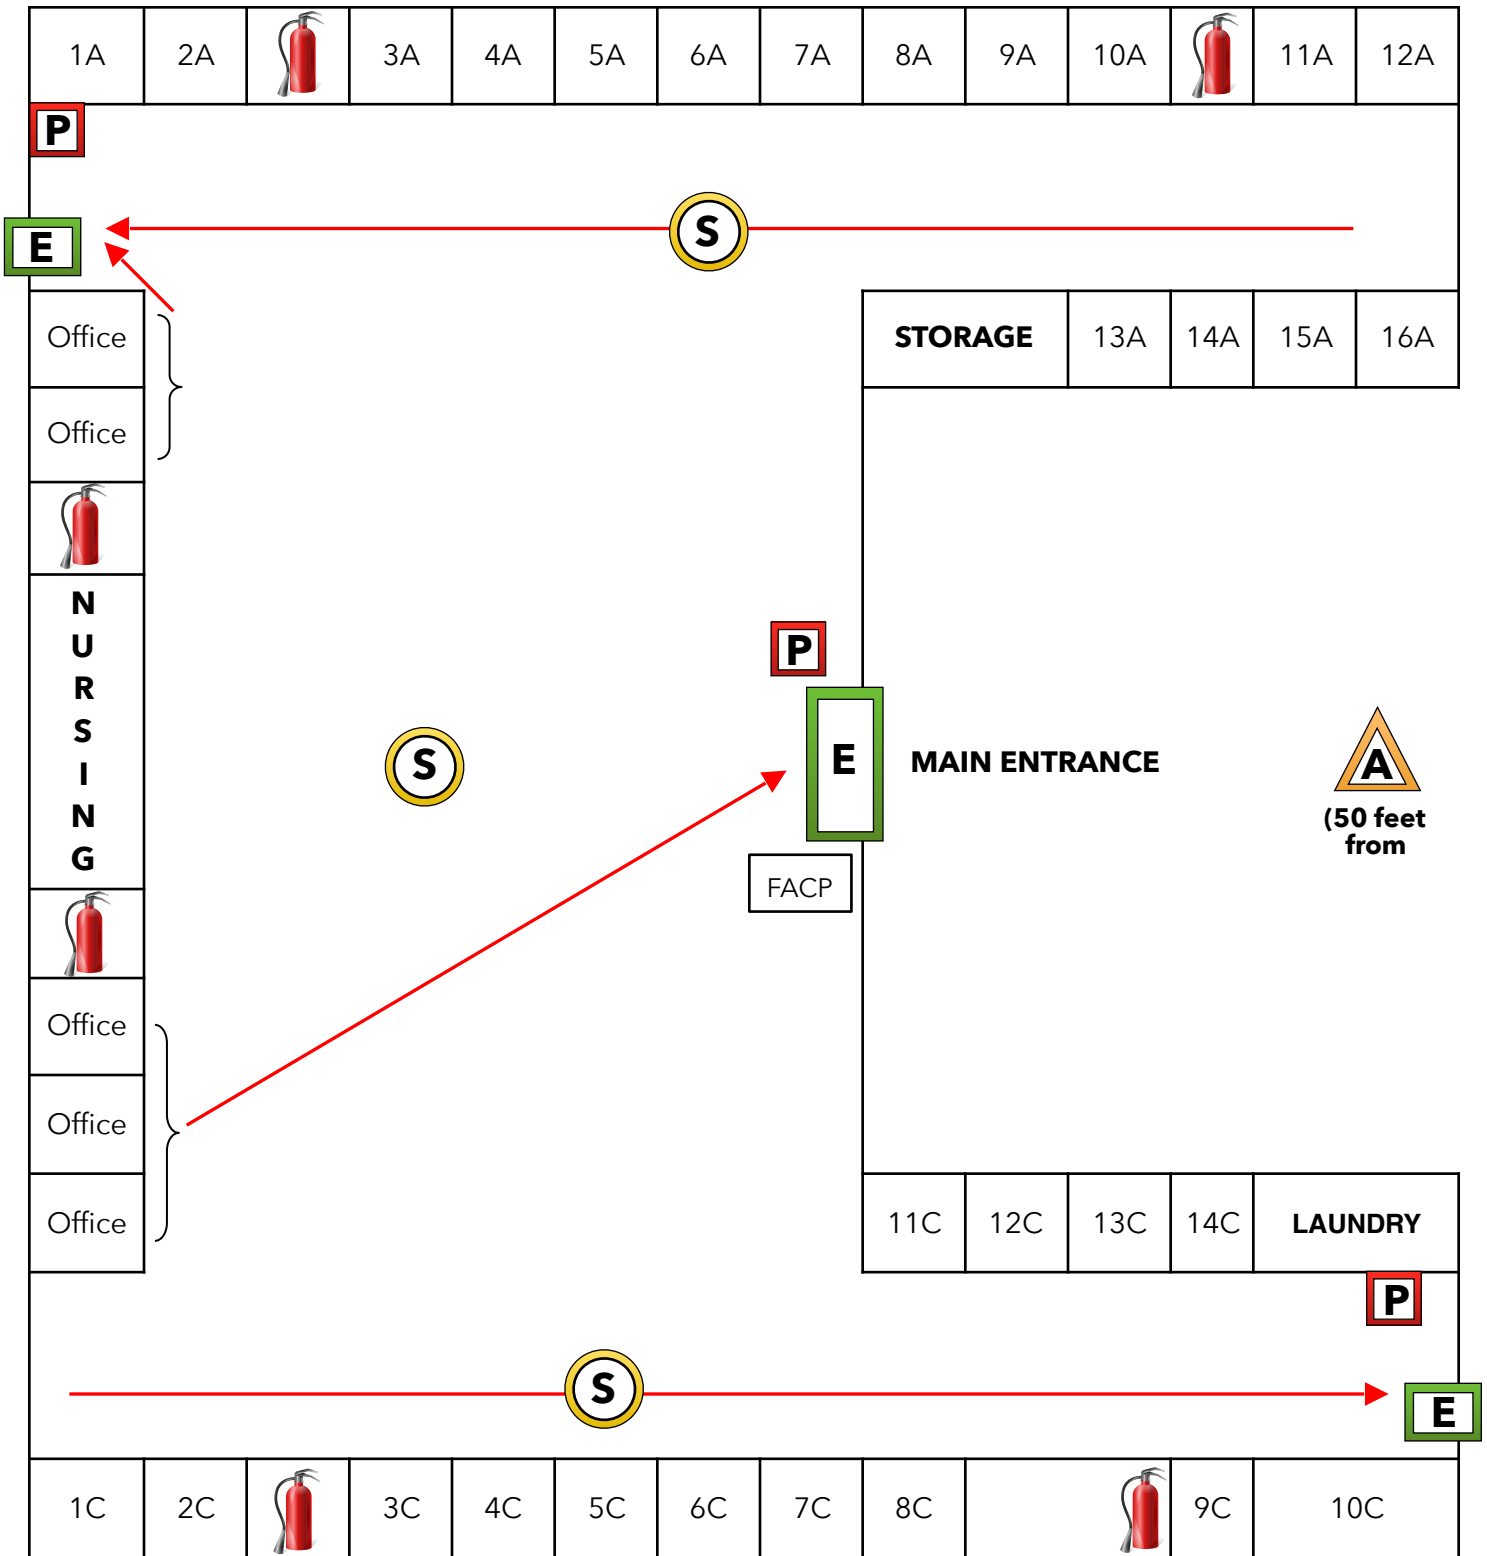 1A 2A 3A 4A 5A 6A 7A 8A 9A 10A 11A 12A
P
E
S
Office
STORAGE 13A 14A 15A 16A
Office
N
U
R
S
I
N
G
P
S
E
MAIN ENTRANCE
A
(50 feet
from
FACP
Office
Office
Office
11C 12C 13C 14C LAUNDRY
P
S
E
1C 2C 3C 4C 5C 6C 7C 8C 9C 10C